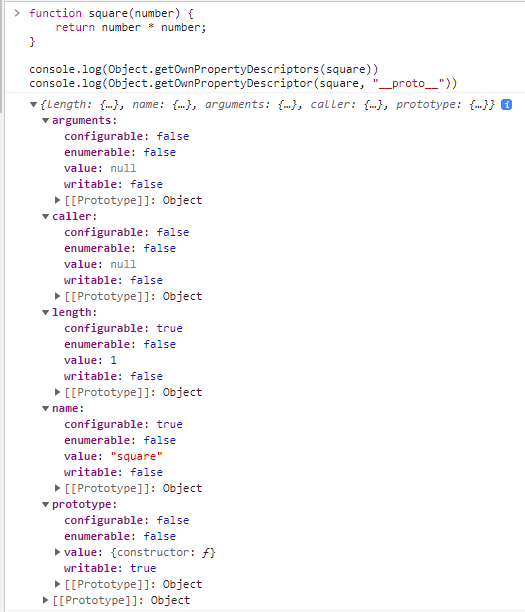 function square(number) {
return number * number;
}
console.log(Object.getOwnPropertyDescriptors(square))
console.log(Object.getOwnPropertyDescriptor(square, "__proto__"))
{length: {…}, name: {…}, arguments: {…}, caller: {…}, prototype: {…}} i
arguments:
configurable: false
enumerable: false
value: null
writable: false
[[Prototype]]: Object
caller:
configurable: false
enumerable: false
value: null
writable: false
[[Prototype]]: Object
length:
configurable: true
enumerable: false
value: 1
writable: false
[[Prototype]]: Object
name:
configurable: true
enumerable: false
value: "square"
writable: false
[[Prototype]]: Object
prototype:
configurable: false
enumerable: false
value: {constructor: ƒ}
writable: true
[[Prototype]]: Object
[[Prototype]]: Object